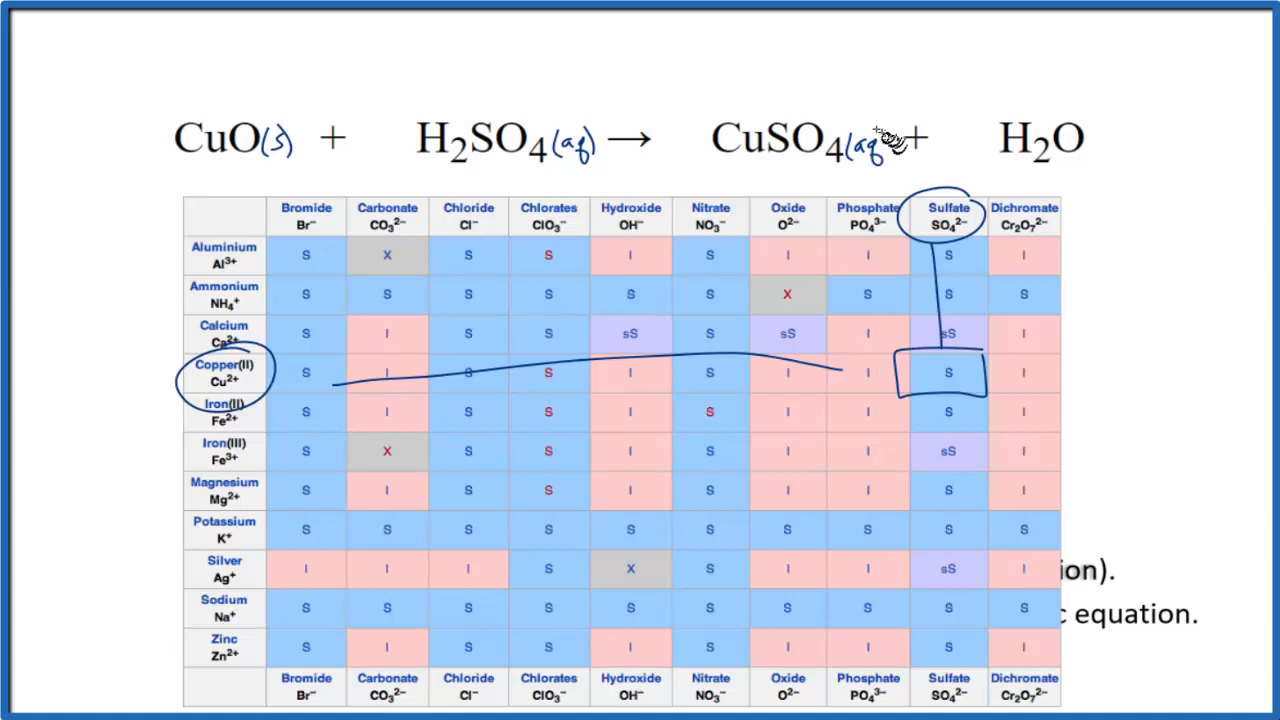 CuO(s) + H₂SO₄(aq) → CuSO₄(aq) + H₂O
Bromide Carbonate Chloride Chlorates Hydroxide Nitrate Oxide Phosphate Sulfate Dichromate
Br⁻ CO₃²⁻ Cl⁻ ClO₃⁻ OH⁻ NO₃⁻ O²⁻ PO₄³⁻ SO₄²⁻ Cr₂O₇²⁻
Aluminium
Al³⁺ S X S S I S I I S I
Ammonium
NH₄⁺ S S S S S S X S S S
Calcium
Ca²⁺ S I S S sS S sS I sS I
Copper(II)
Cu²⁺ S I S S I S I I S I
Iron(II)
Fe²⁺ S I S S I S I I S I
Iron(III)
Fe³⁺ S X S S I S I I sS I
Magnesium
Mg²⁺ S I S S I S I I S I
Potassium
K⁺ S S S S S S S S S S
Silver
Ag⁺ I I I S X S I I sS I
ion).
Sodium
Na⁺ S S S S S S S S S S
c equation.
Zinc
Zn²⁺ S I S S I S I I S I
Bromide Carbonate Chloride Chlorates Hydroxide Nitrate Oxide Phosphate Sulfate Dichromate
Br⁻ CO₃²⁻ Cl⁻ ClO₃⁻ OH⁻ NO₃⁻ O²⁻ PO₄³⁻ SO₄²⁻ Cr₂O₇²⁻